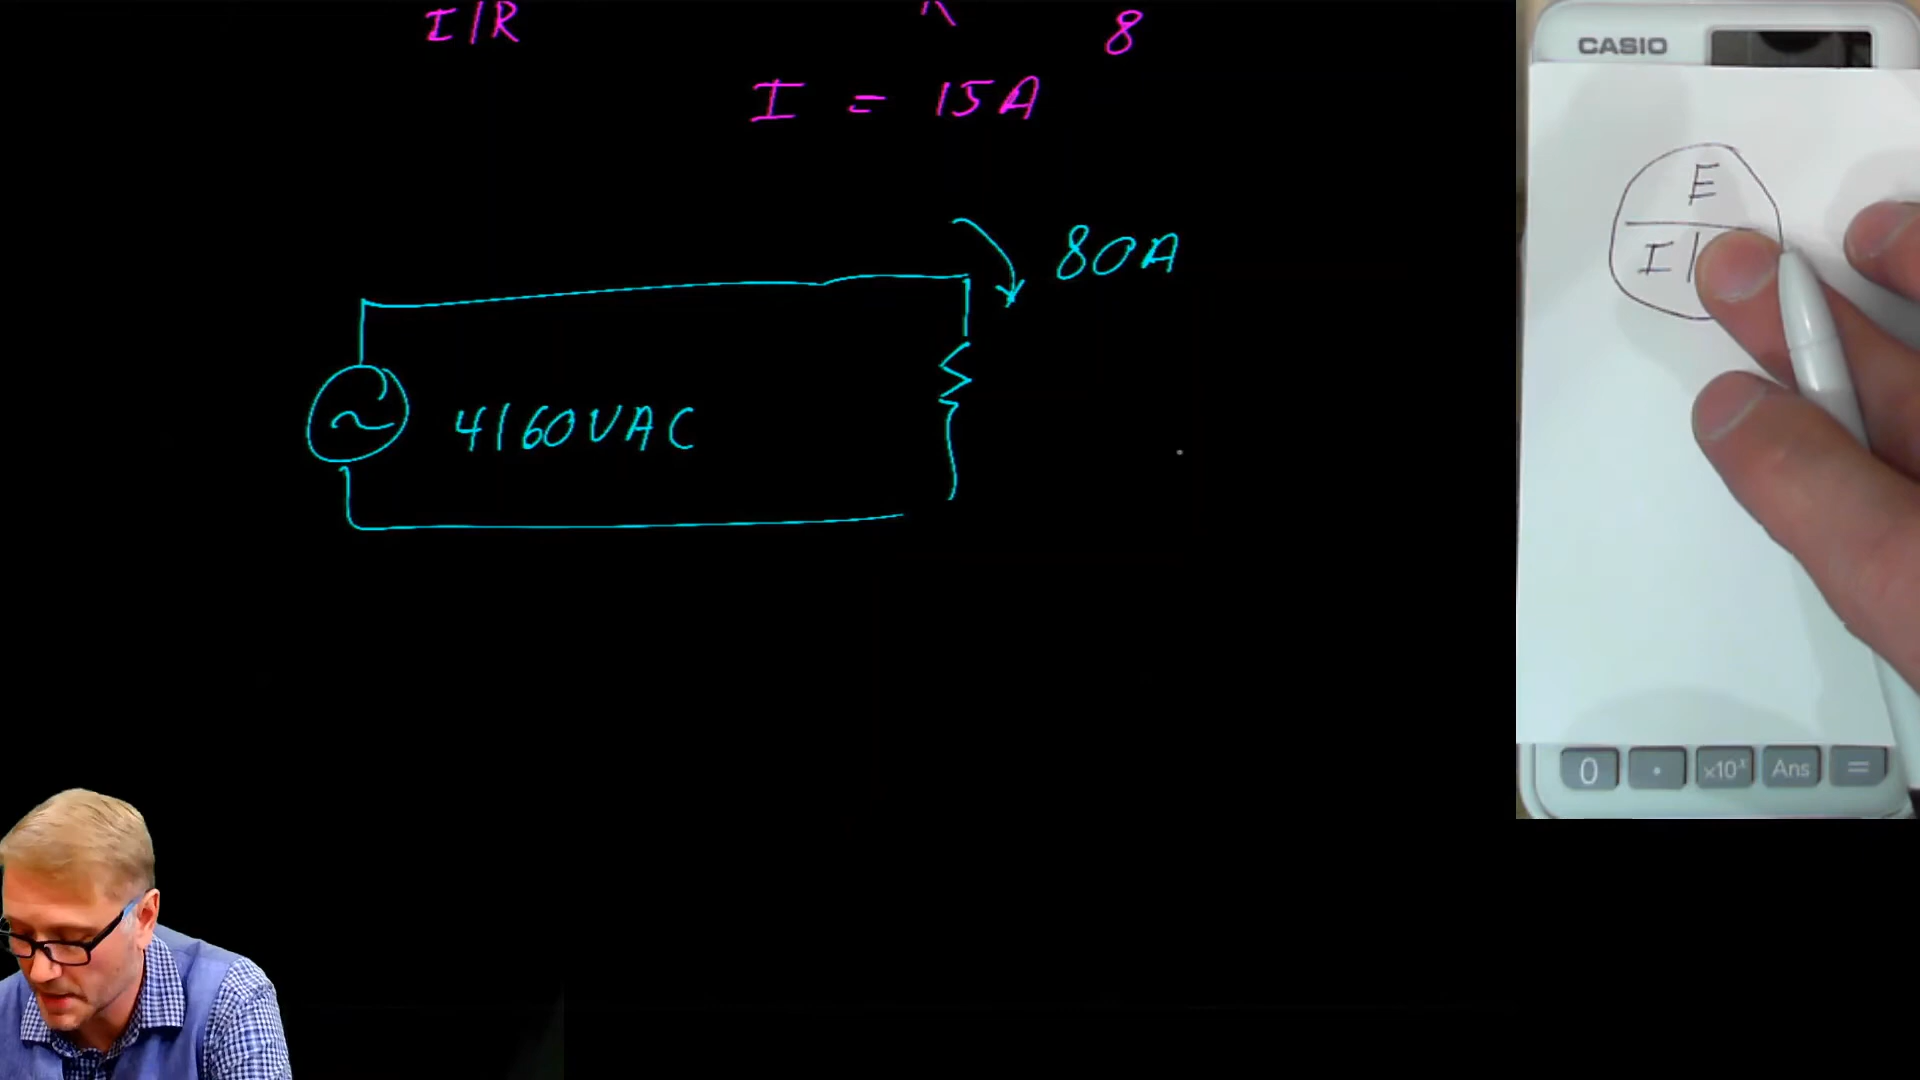 I/R
8
I = 15A
80A
4160VAC
CASIO
E
I
0 . ×10ˣ Ans =